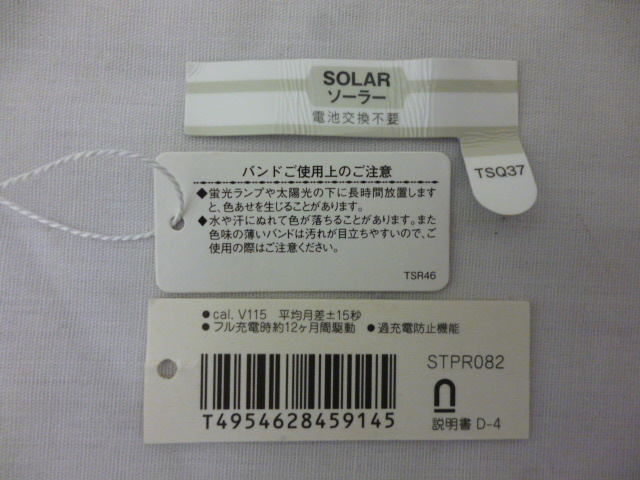 SOLAR
ソーラー
電池交換不要
TSQ37
バンドご使用上のご注意
◆蛍光ランプや太陽光の下に長時間放置しますと、色あせを生じることがあります。
◆水や汗にぬれて色が落ちることがあります。また
色味の薄いバンドは汚れが目立ちやすいので、ご
使用の際はご注意ください。
TSR46
●cal. V115 平均月差±15秒
●フル充電時約12ヶ月間駆動 ●過充電防止機能
STPR082
T4954628459145
説明書 D-4